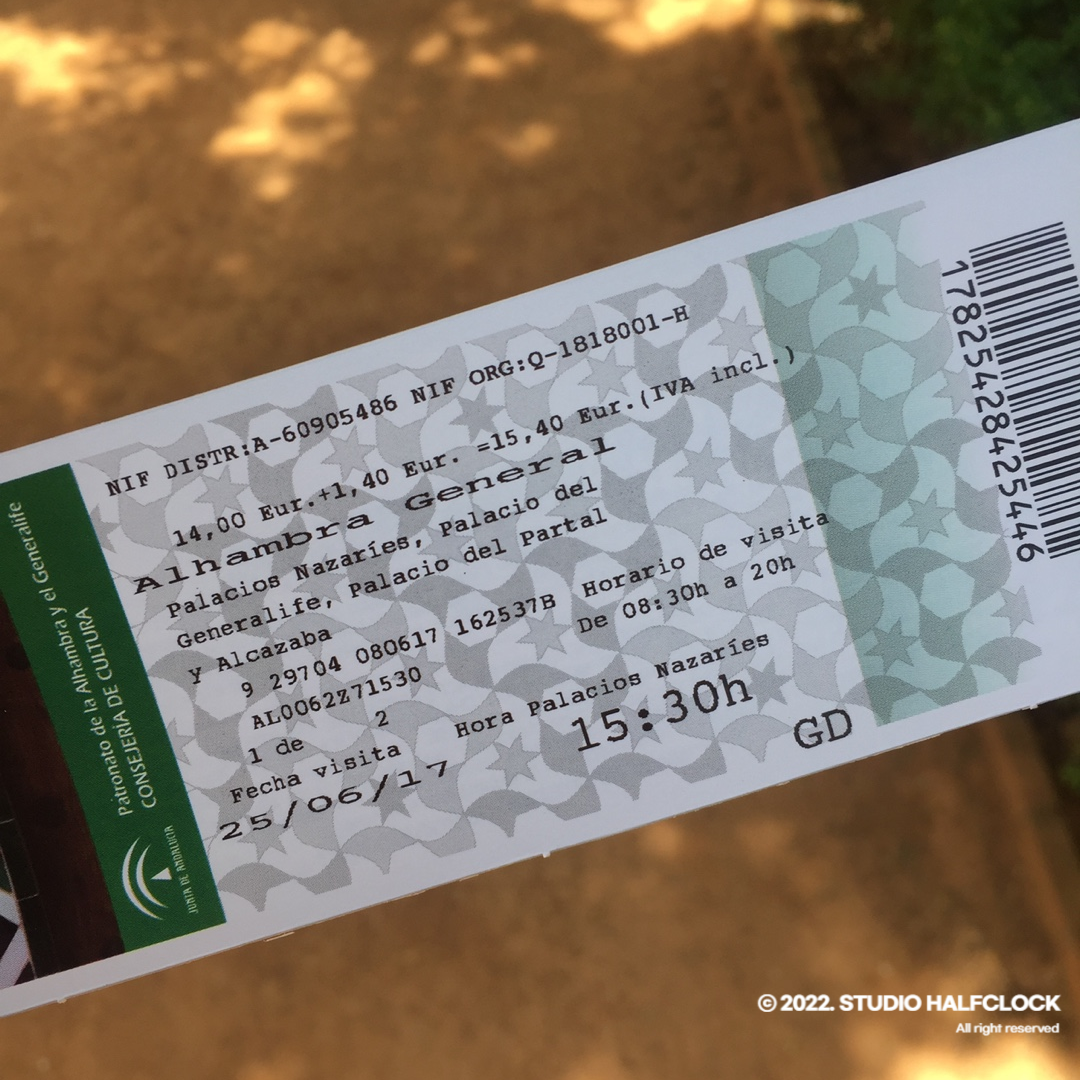 Patronato de la Alhambra y el Generalife
CONSEJERÍA DE CULTURA
JUNTA DE ANDALUCIA
NIF DISTR:A-60905486 NIF ORG:Q-1818001-H
14,00 Eur.+1,40 Eur. =15,40 Eur.(IVA incl.)
Alhambra General
Palacios Nazaríes, Palacio del
Generalife, Palacio del Partal
y Alcazaba
9 29704 080617 162537B Horario de visita
AL0062Z71530 De 08:30h a 20h
1 de 2
Fecha visita Hora Palacios Nazaríes
25/06/17 15:30h
GD
178254284225446
© 2022. STUDIO HALFCLOCK
All right reserved